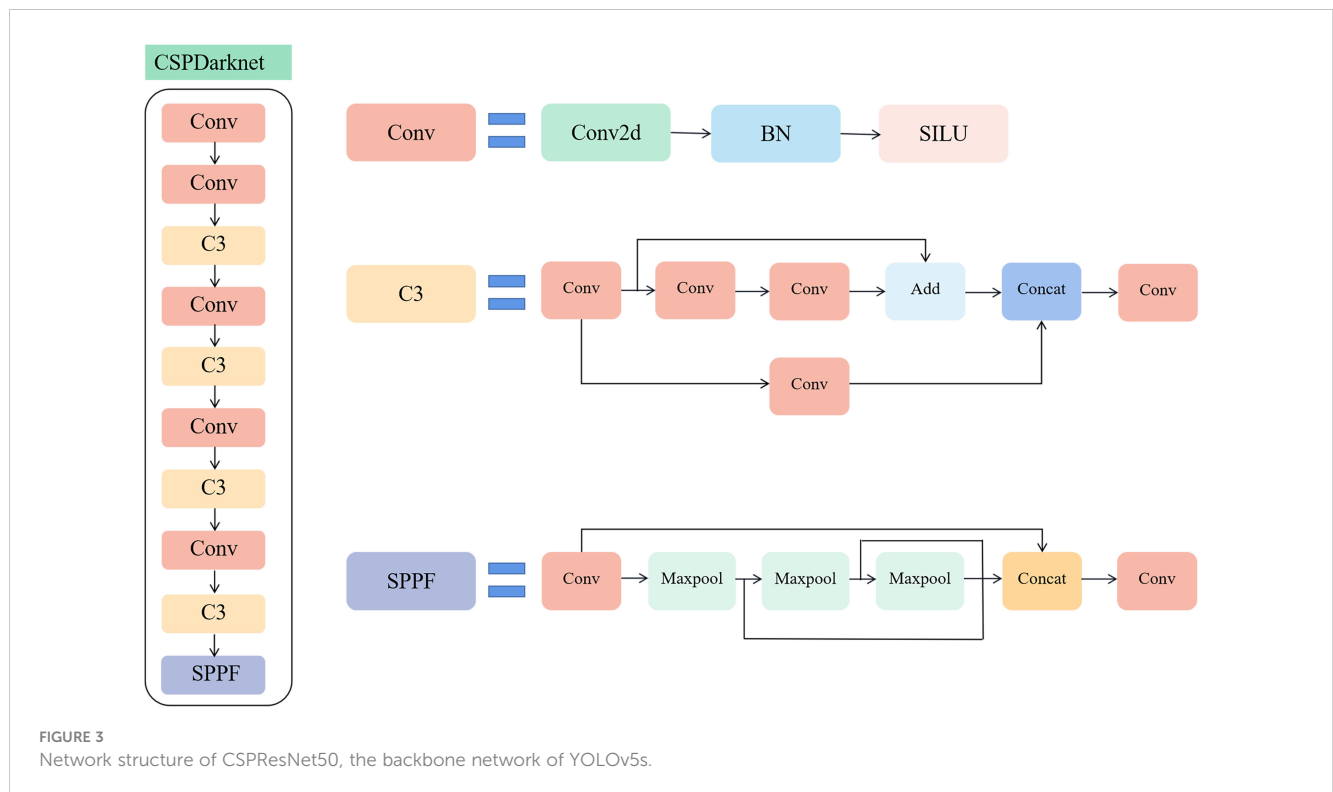 CSPDarknet
Conv
Conv
C3
Conv
C3
Conv
C3
Conv
C3
SPPF
Conv
Conv2d
BN
SILU
C3
Conv
Conv
Conv
Add
Concat
Conv
Conv
SPPF
Conv
Maxpool
Maxpool
Maxpool
Concat
Conv
FIGURE 3
Network structure of CSPResNet50, the backbone network of YOLOv5s.